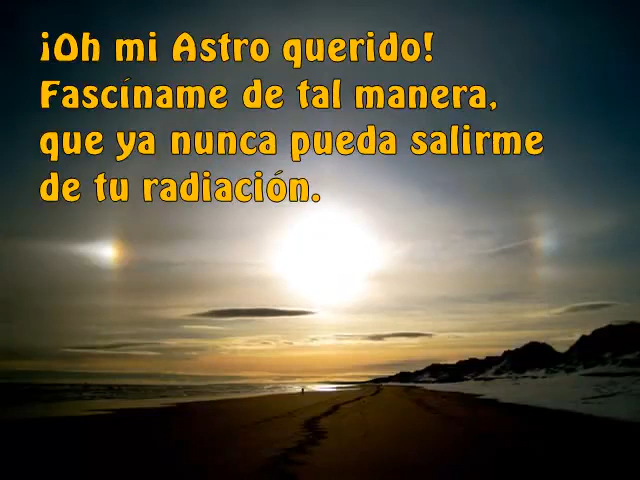 ¡Oh mi Astro querido!
Fascíname de tal manera,
que ya nunca pueda salirme
de tu radiación.